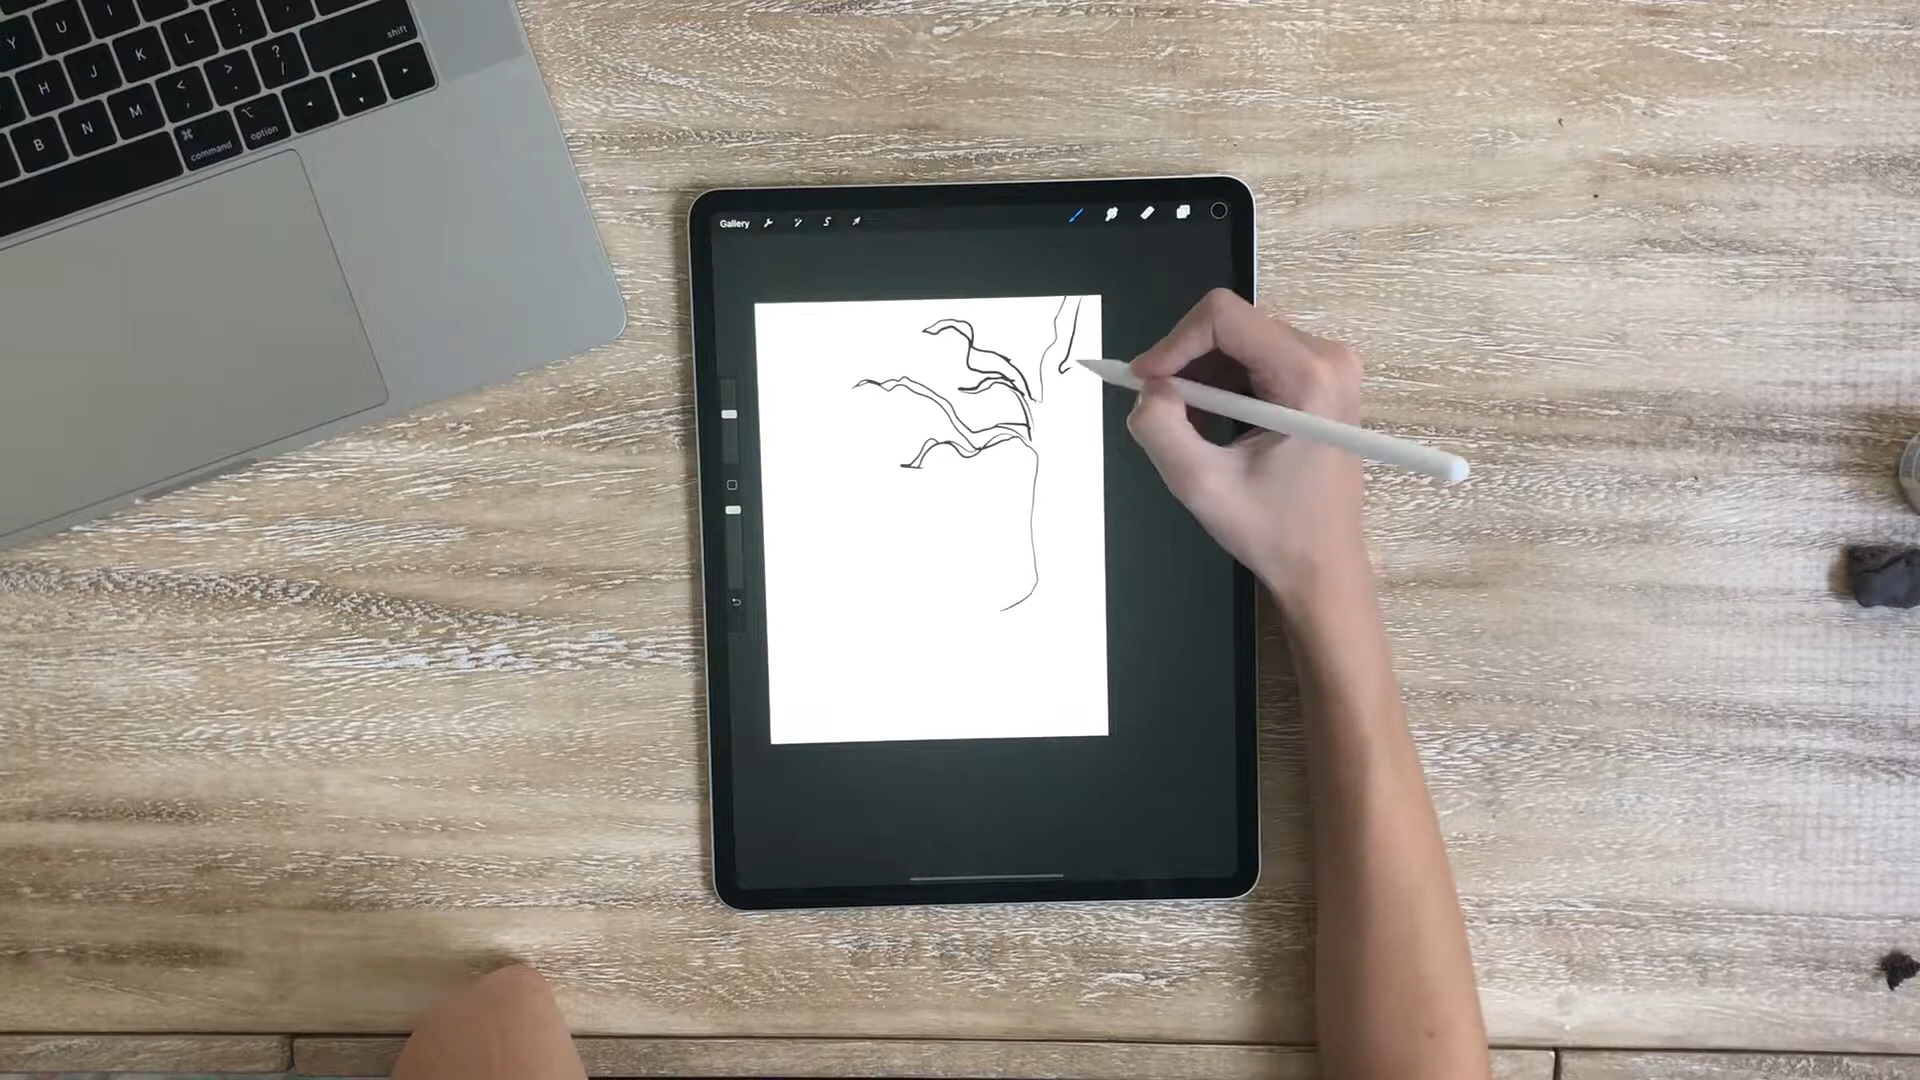 Y U I : ;
H J K L " ' shift
B N M < , > . ? /
⌘ command ⌥ option
Gallery S